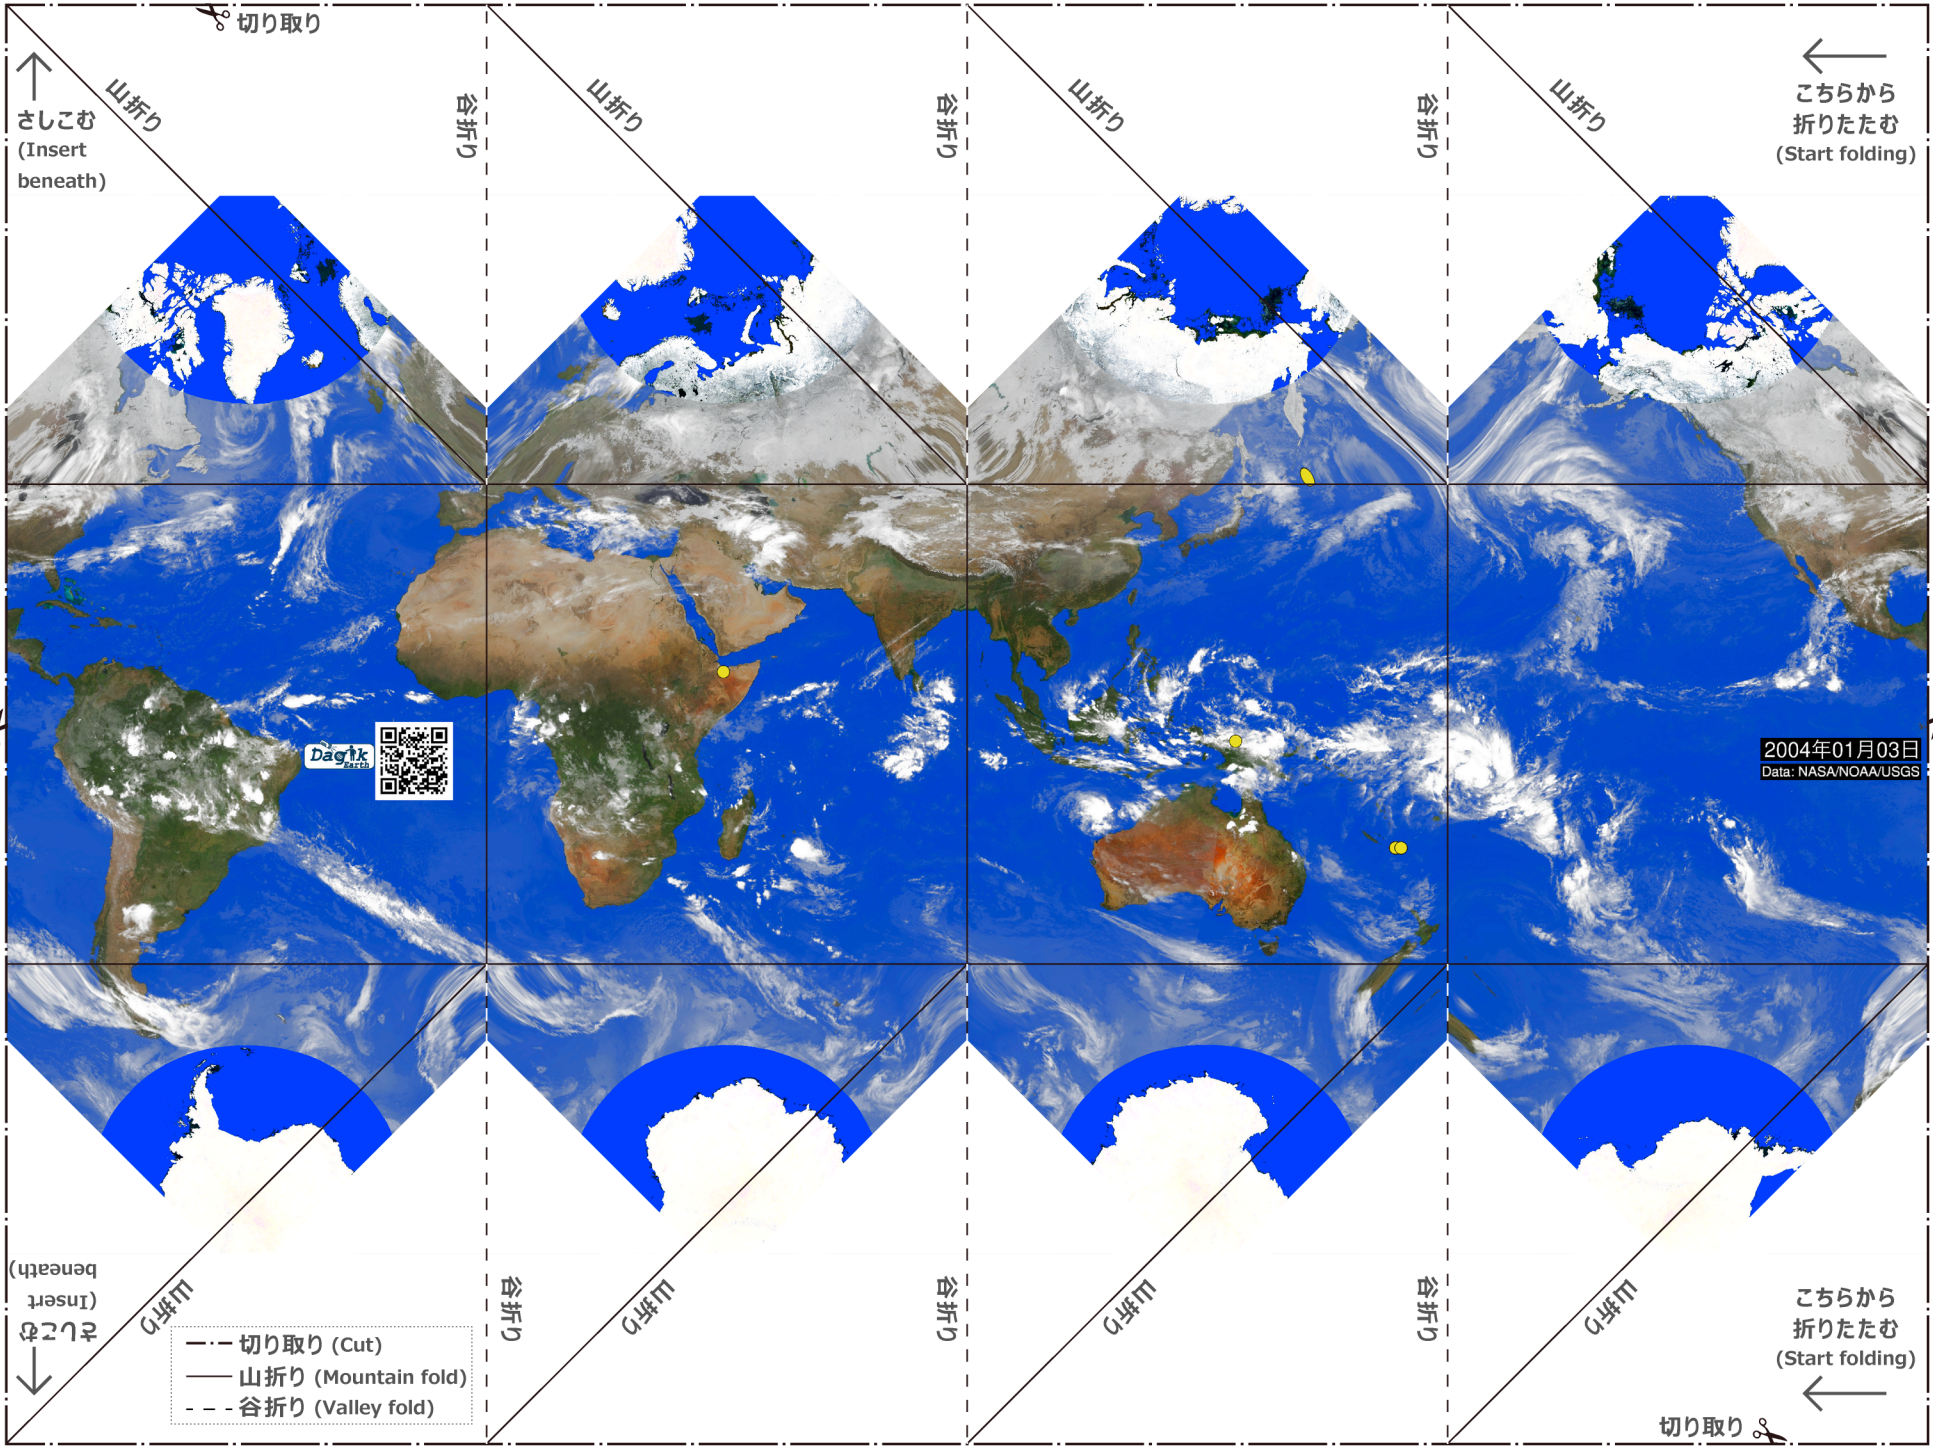 切り取り
山折り
谷折り
山折り
谷折り
山折り
谷折り
山折り
さしこむ
(Insert
beneath)
こちらから
折りたたむ
(Start folding)
Dagik
Earth
2004年01月03日
Data: NASA/NOAA/USGS
さしこむ
(Insert
beneath)
山折り
谷折り
山折り
谷折り
山折り
谷折り
山折り
切り取り (Cut)
山折り (Mountain fold)
谷折り (Valley fold)
こちらから
折りたたむ
(Start folding)
切り取り